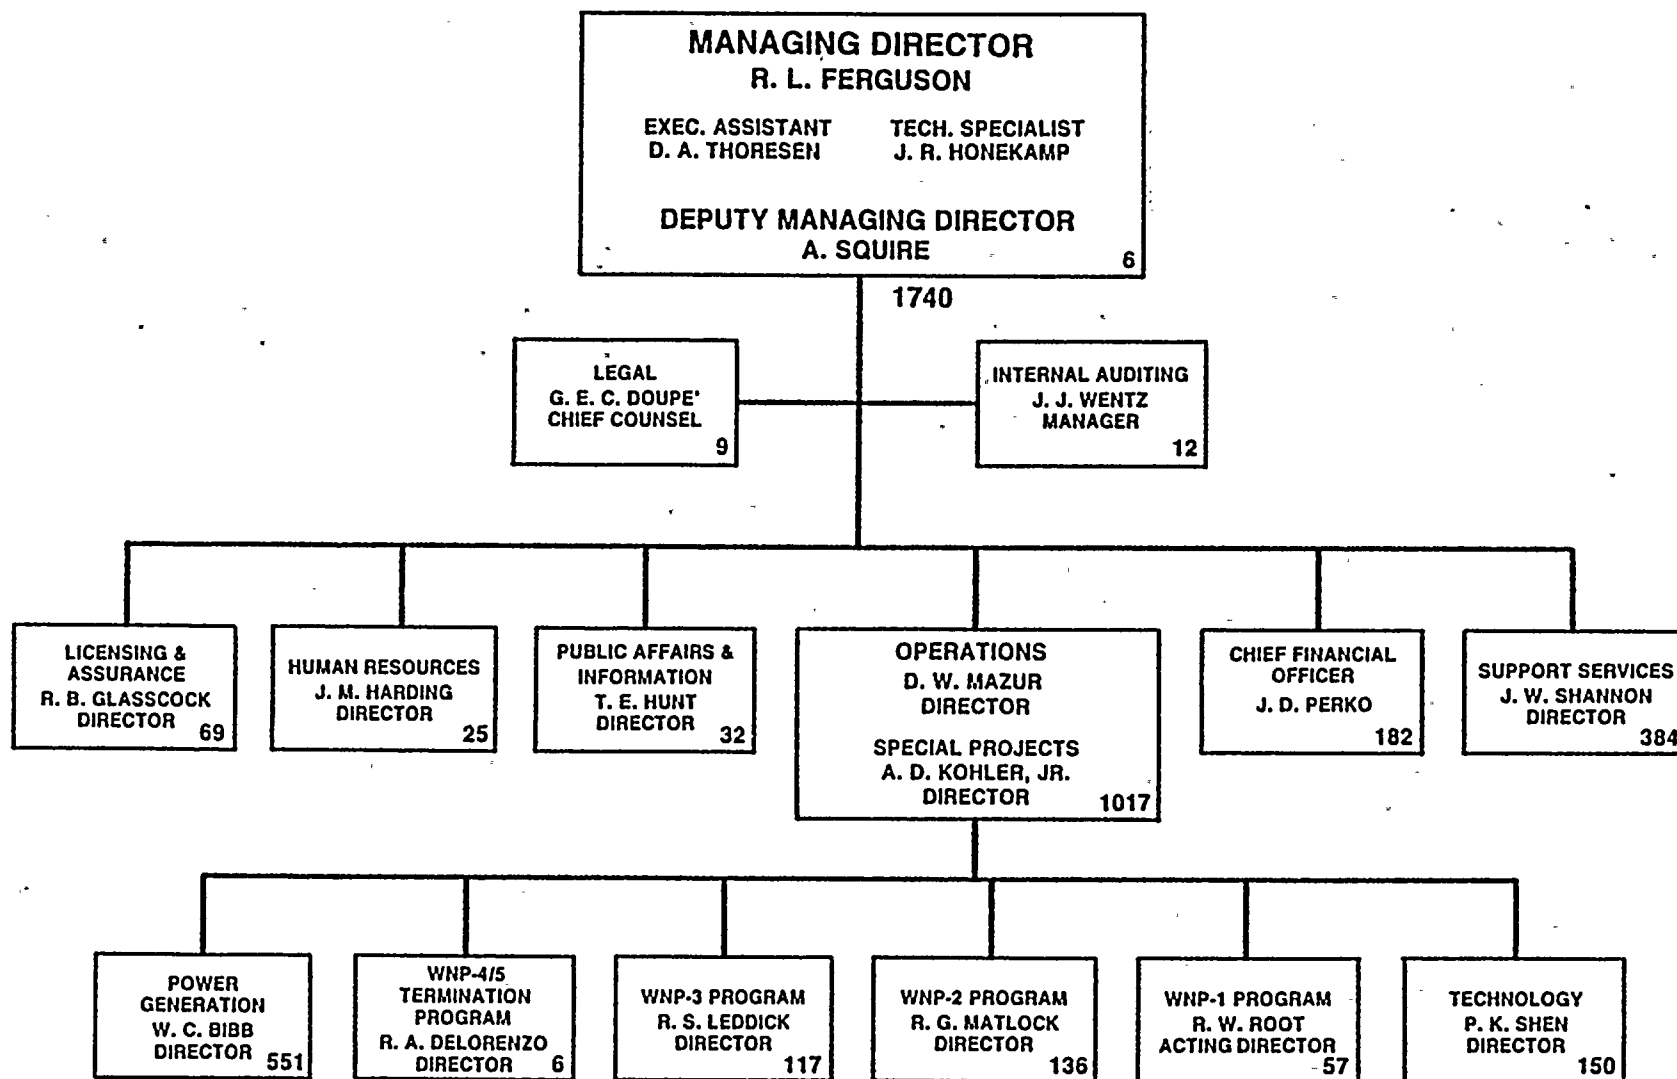 MANAGING DIRECTOR
R. L. FERGUSON
EXEC. ASSISTANT
D. A. THORESEN
TECH. SPECIALIST
J. R. HONEKAMP
DEPUTY MANAGING DIRECTOR
A. SQUIRE
6
1740
LEGAL
G. E. C. DOUPE'
CHIEF COUNSEL
9
INTERNAL AUDITING
J. J. WENTZ
MANAGER
12
LICENSING &
ASSURANCE
R. B. GLASSCOCK
DIRECTOR
69
HUMAN RESOURCES
J. M. HARDING
DIRECTOR
25
PUBLIC AFFAIRS &
INFORMATION
T. E. HUNT
DIRECTOR
32
OPERATIONS
D. W. MAZUR
DIRECTOR
SPECIAL PROJECTS
A. D. KOHLER, JR.
DIRECTOR
1017
CHIEF FINANCIAL
OFFICER
J. D. PERKO
182
SUPPORT SERVICES
J. W. SHANNON
DIRECTOR
384
POWER
GENERATION
W. C. BIBB
DIRECTOR
551
WNP-4/5
TERMINATION
PROGRAM
R. A. DELORENZO
DIRECTOR
6
WNP-3 PROGRAM
R. S. LEDDICK
DIRECTOR
117
WNP-2 PROGRAM
R. G. MATLOCK
DIRECTOR
136
WNP-1 PROGRAM
R. W. ROOT
ACTING DIRECTOR
57
TECHNOLOGY
P. K. SHEN
DIRECTOR
150